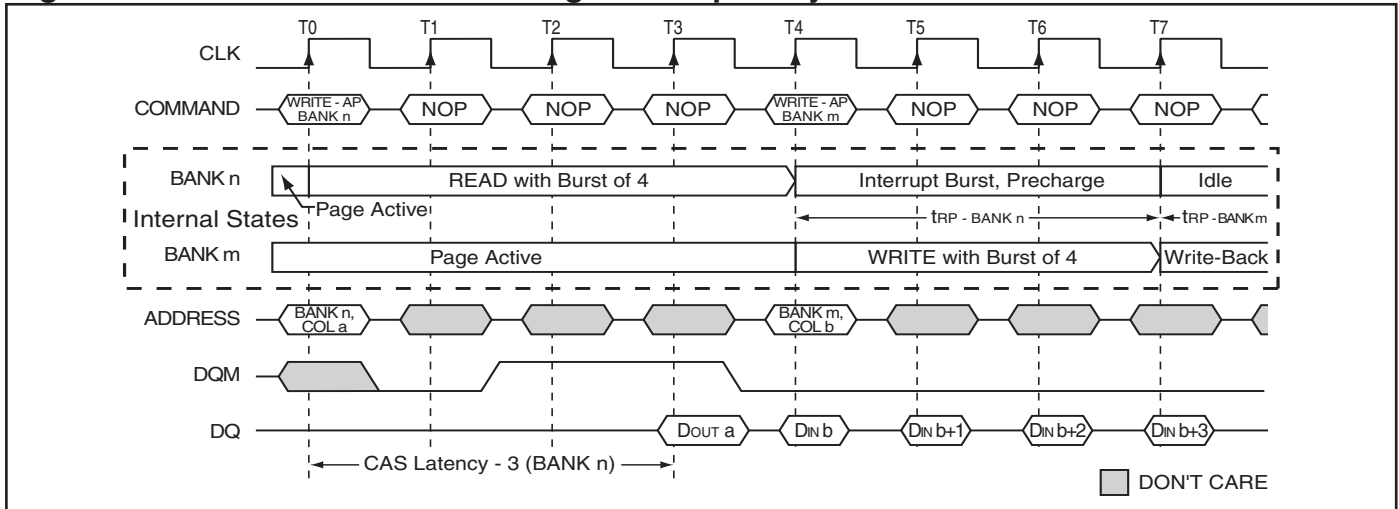 T0 T1 T2 T3 T4 T5 T6 T7
CLK
COMMAND WRITE - AP BANK n NOP NOP NOP WRITE - AP BANK m NOP NOP NOP
BANK n READ with Burst of 4 Interrupt Burst, Precharge Idle
Internal States Page Active tRP - BANK n tRP - BANK m
BANK m Page Active WRITE with Burst of 4 Write-Back
ADDRESS BANK n, COL a BANK m, COL b
DQM
DQ DOUT a DIN b DIN b+1 DIN b+2 DIN b+3
CAS Latency - 3 (BANK n)
DON'T CARE